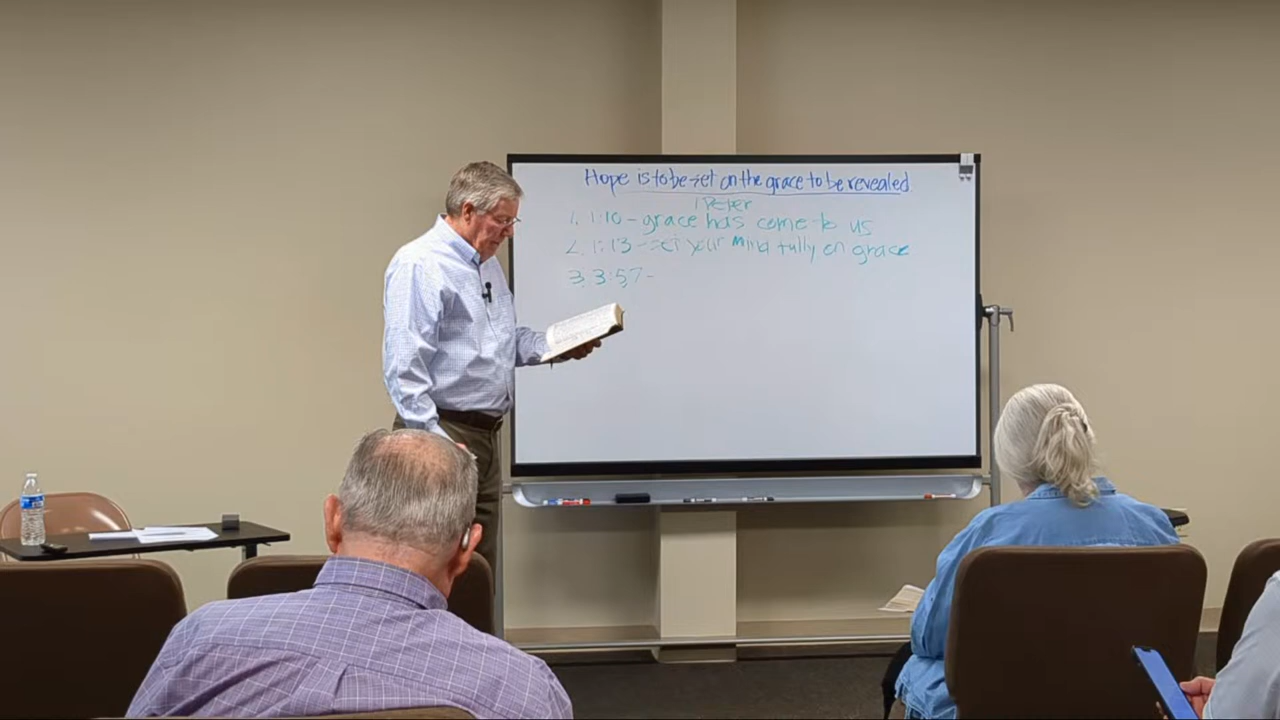 Hope is to be set on the grace to be revealed.
1 Peter
1. 1:10 - grace has come to us
2. 1:13 - set your mind fully on grace
3. 3:5,7 -